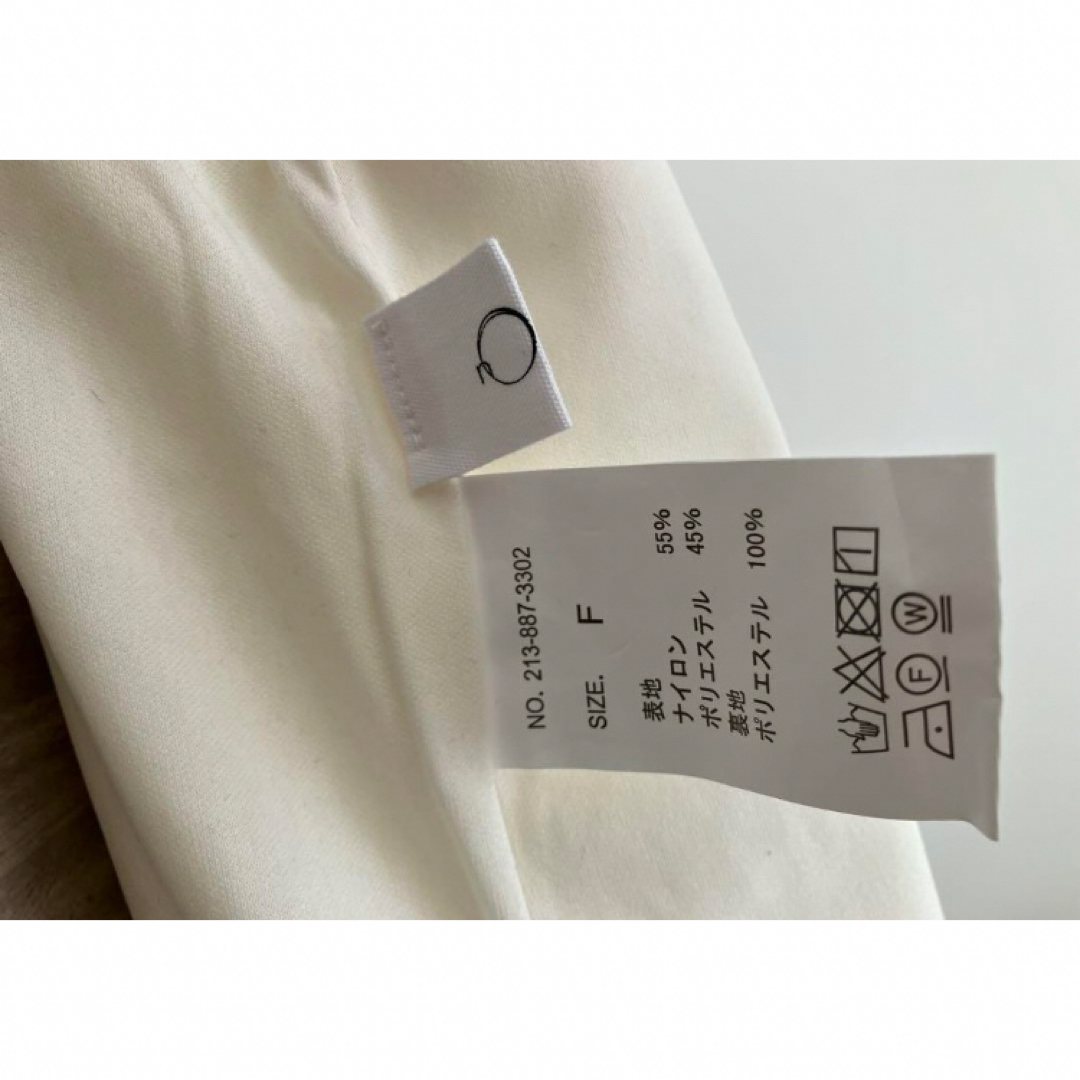 NO. 213-887-3302
SIZE. F
表地
ナイロン 55%
ポリエステル 45%
裏地
ポリエステル 100%
F W